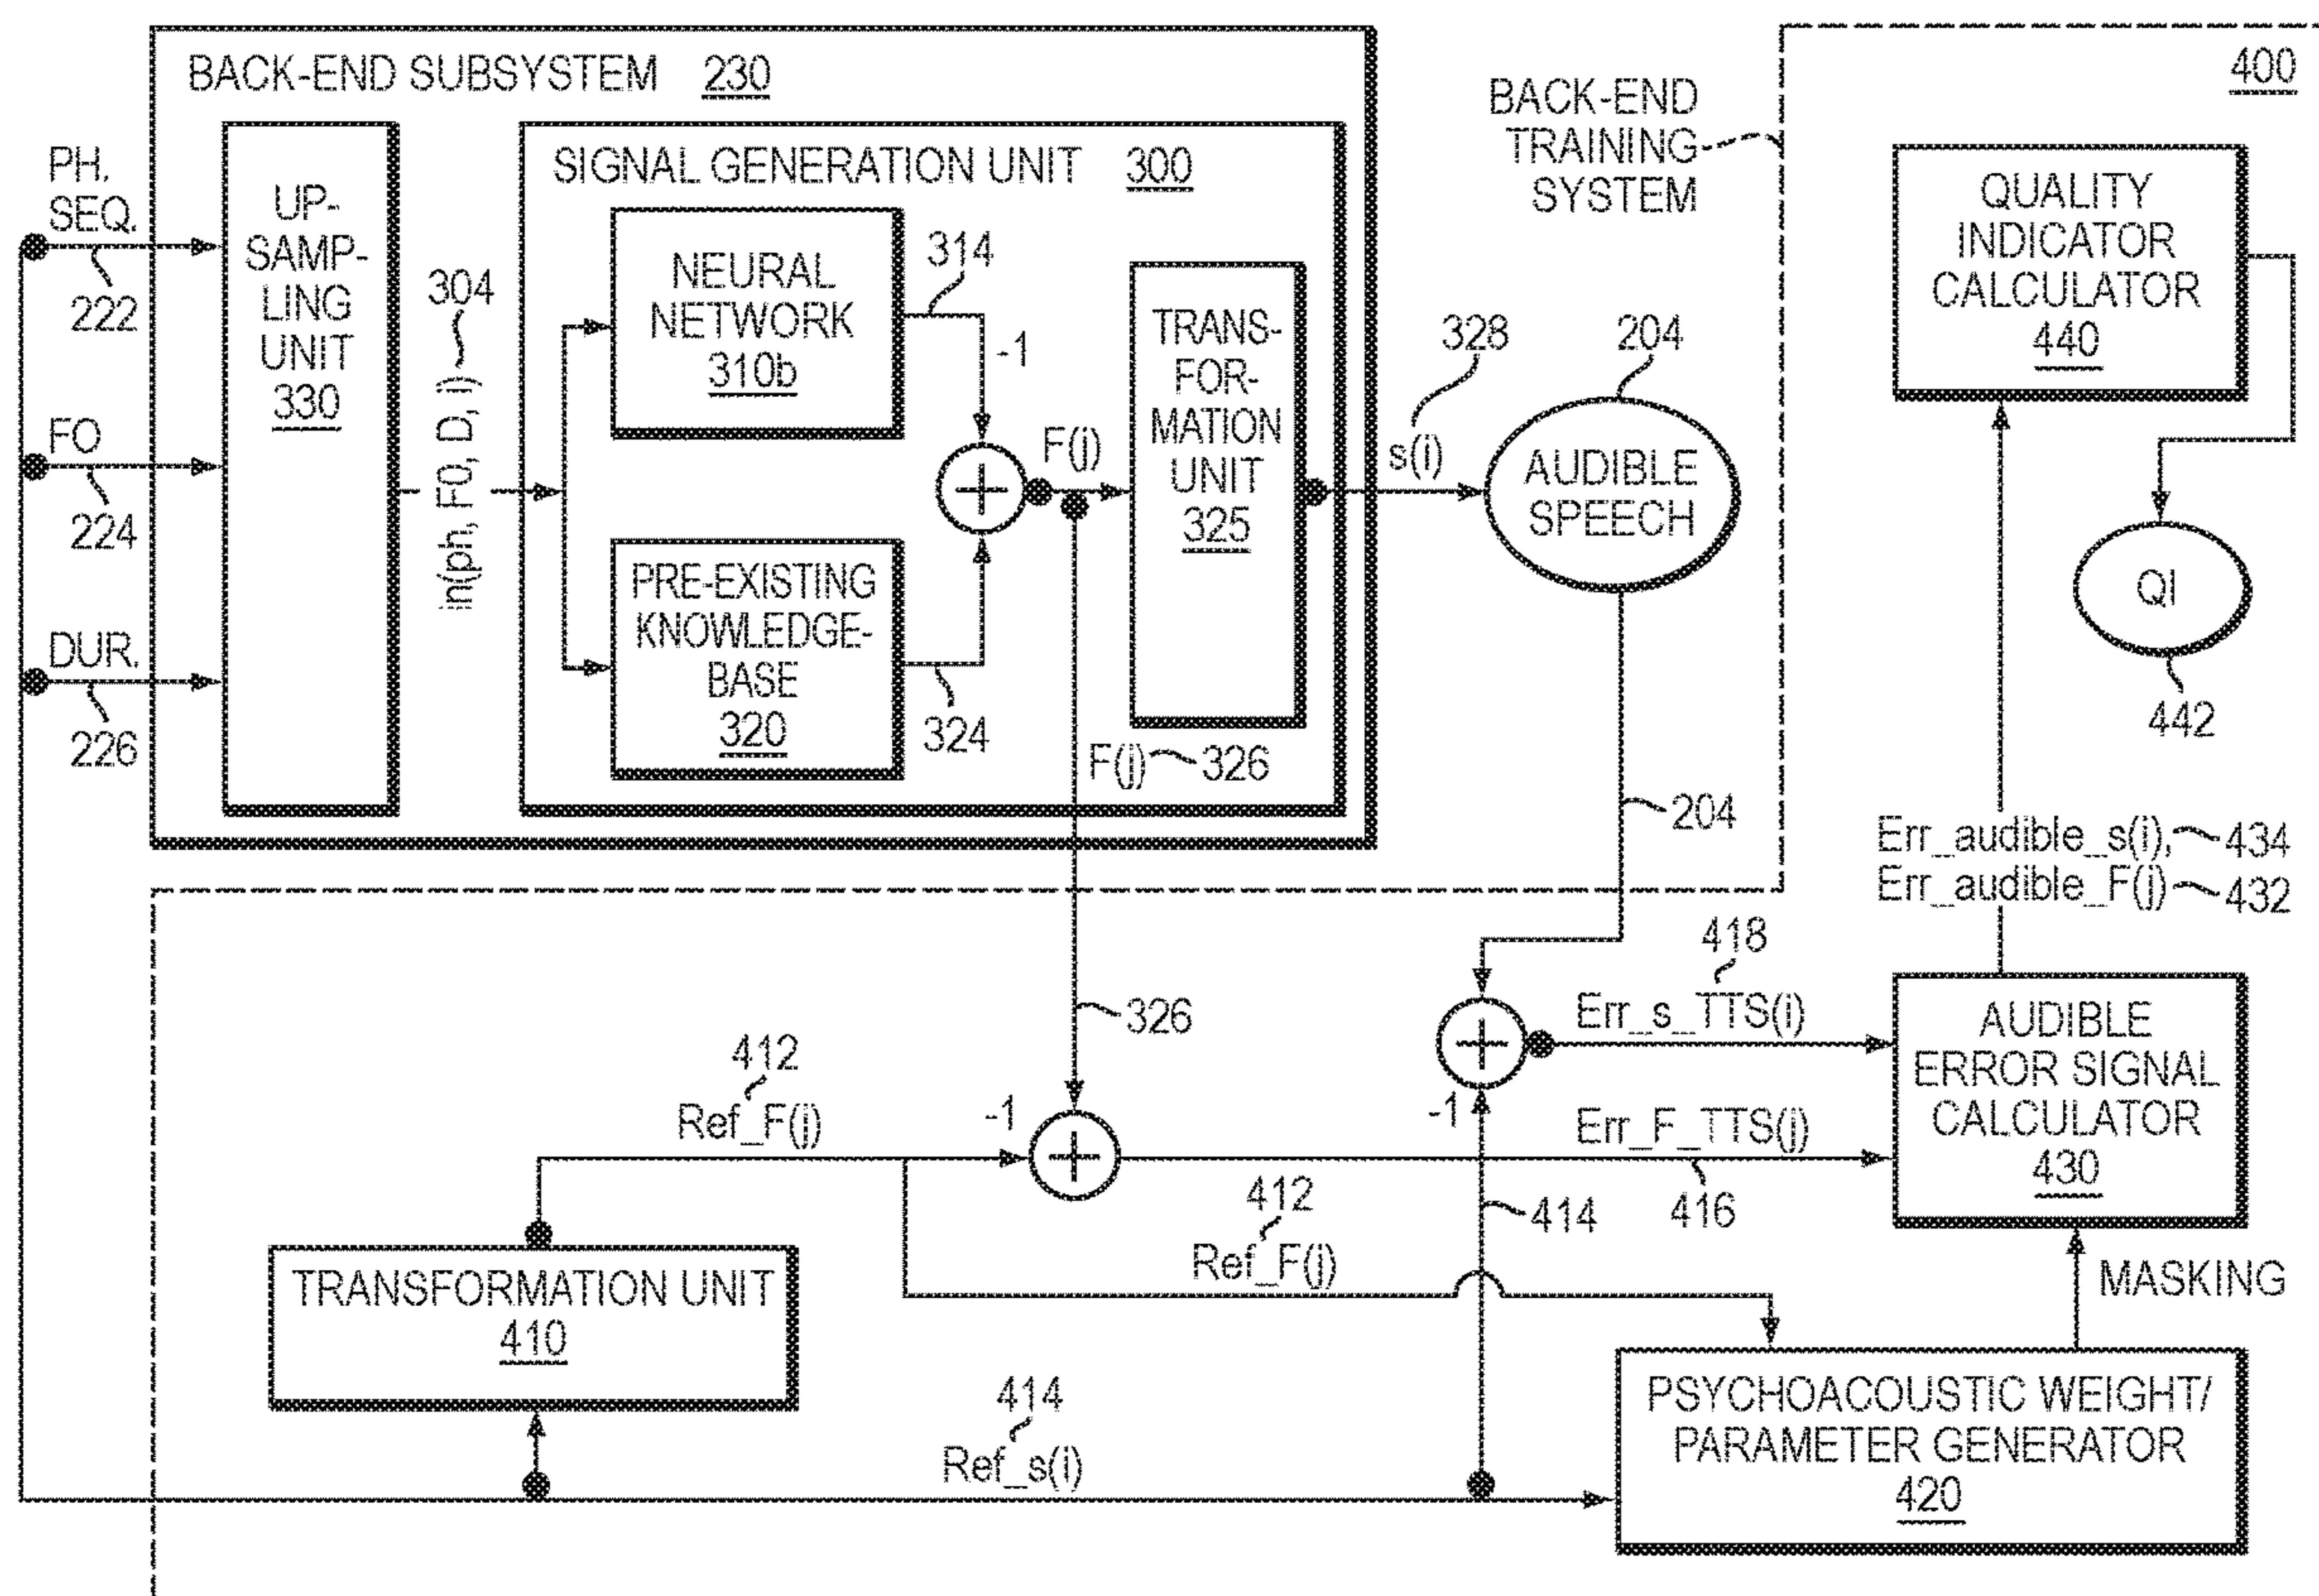 BACK-END SUBSYSTEM 230
400
BACK-END
TRAINING
SYSTEM
PH.
SEQ.
222
FO
224
DUR.
226
UP-
SAMP-
LING
UNIT
330
in(ph, F0, D, i)
304
SIGNAL GENERATION UNIT 300
NEURAL
NETWORK
310b
314
-1
PRE-EXISTING
KNOWLEDGE-
BASE
320
324
F(j)
TRANS-
FOR-
MATION
UNIT
325
F(j) 326
328
s(i)
204
AUDIBLE
SPEECH
204
QUALITY
INDICATOR
CALCULATOR
440
QI
442
Err_audible_s(i), 434
Err_audible_F(j) 432
326
418
Err_s_TTS(i)
-1
412
Ref_F(j)
-1
Err_F_TTS(j)
416
414
AUDIBLE
ERROR SIGNAL
CALCULATOR
430
412
Ref_F(j)
MASKING
TRANSFORMATION UNIT
410
414
Ref_s(i)
PSYCHOACOUSTIC WEIGHT/
PARAMETER GENERATOR
420